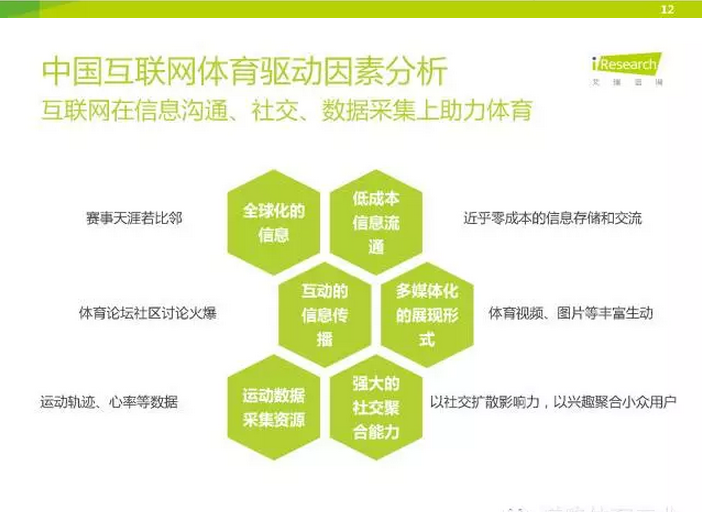 12
中国互联网体育驱动因素分析
iResearch
艾瑞咨询
互联网在信息沟通、社交、数据采集上助力体育
赛事天涯若比邻
全球化的
信息
低成本
信息流
通
近乎零成本的信息存储和交流
体育论坛社区讨论火爆
互动的
信息传
播
多媒体化
的展现形
式
体育视频、图片等丰富生动
运动轨迹、心率等数据
运动数据
采集资源
强大的
社交聚
合能力
以社交扩散影响力，以兴趣聚合小众用户